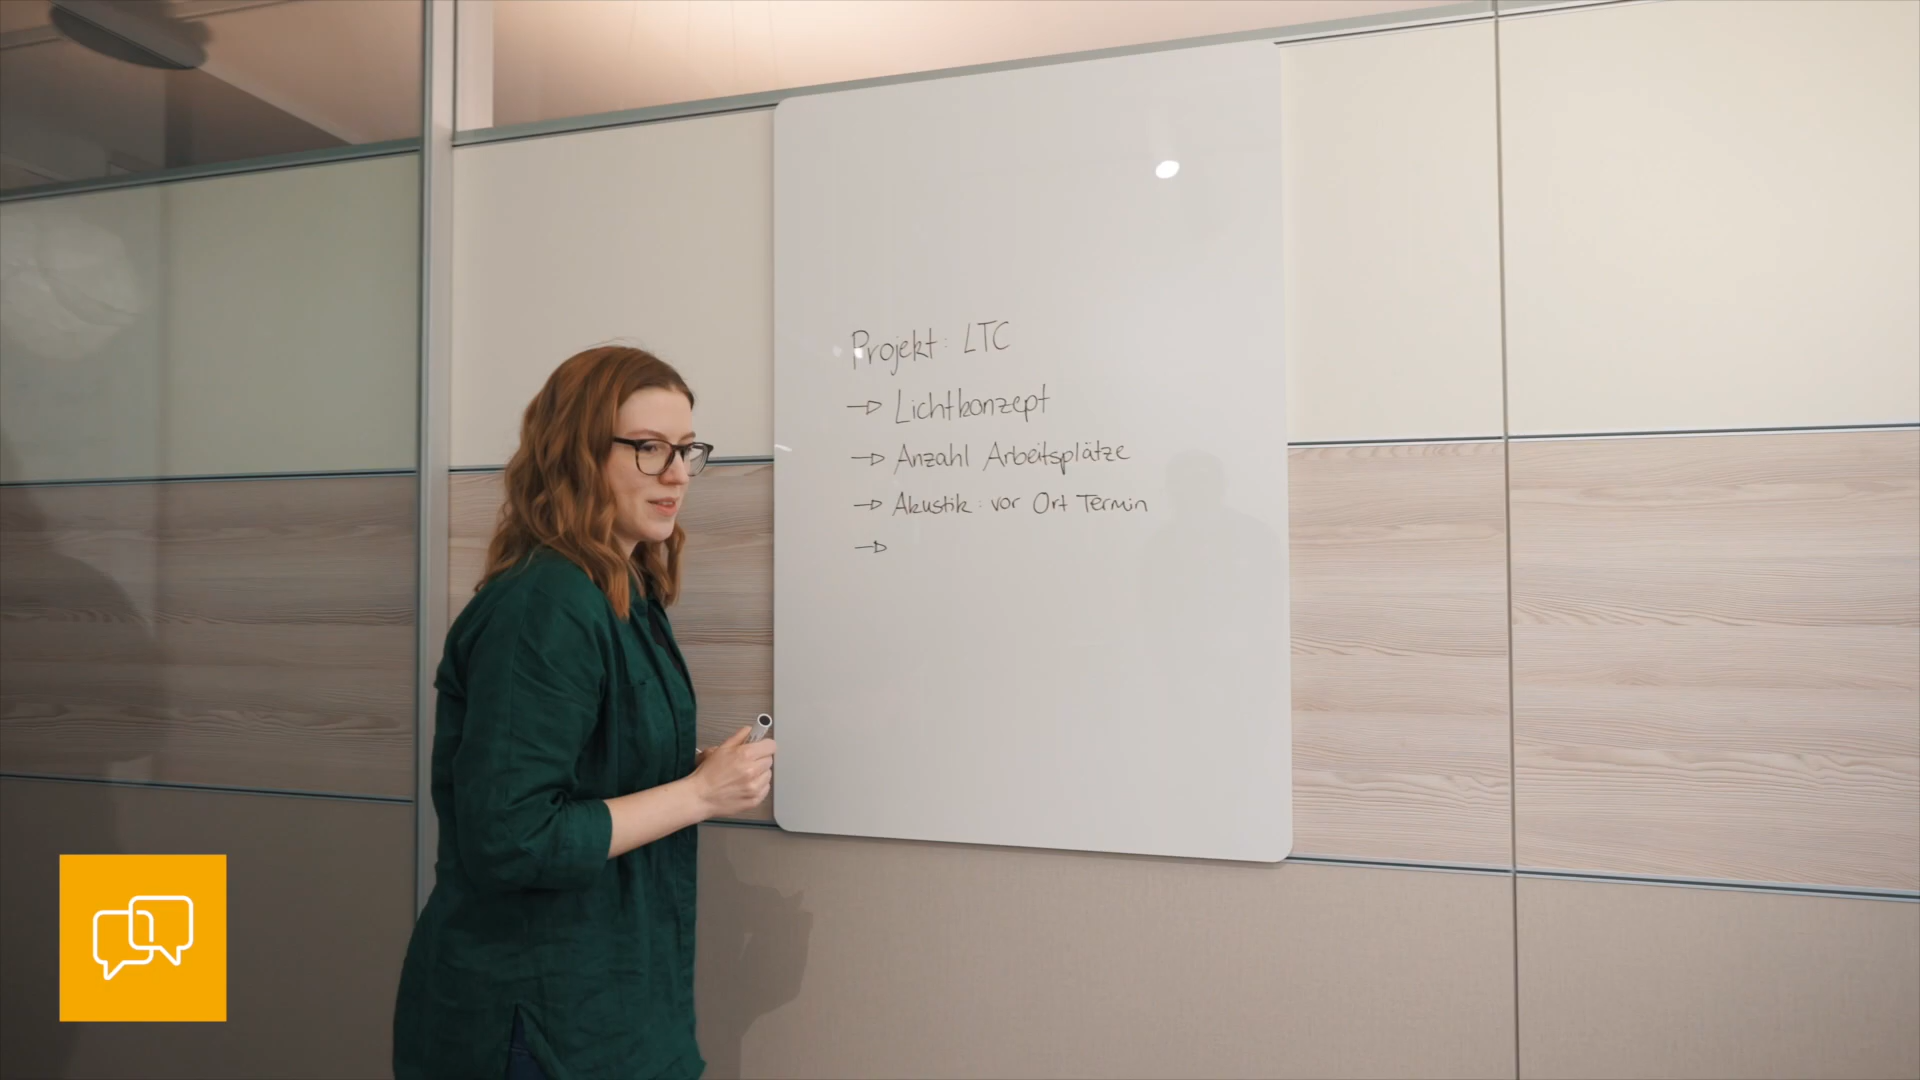 Projekt: LTC
→ Lichtkonzept
→ Anzahl Arbeitsplätze
→ Akustik: vor Ort Termin
→